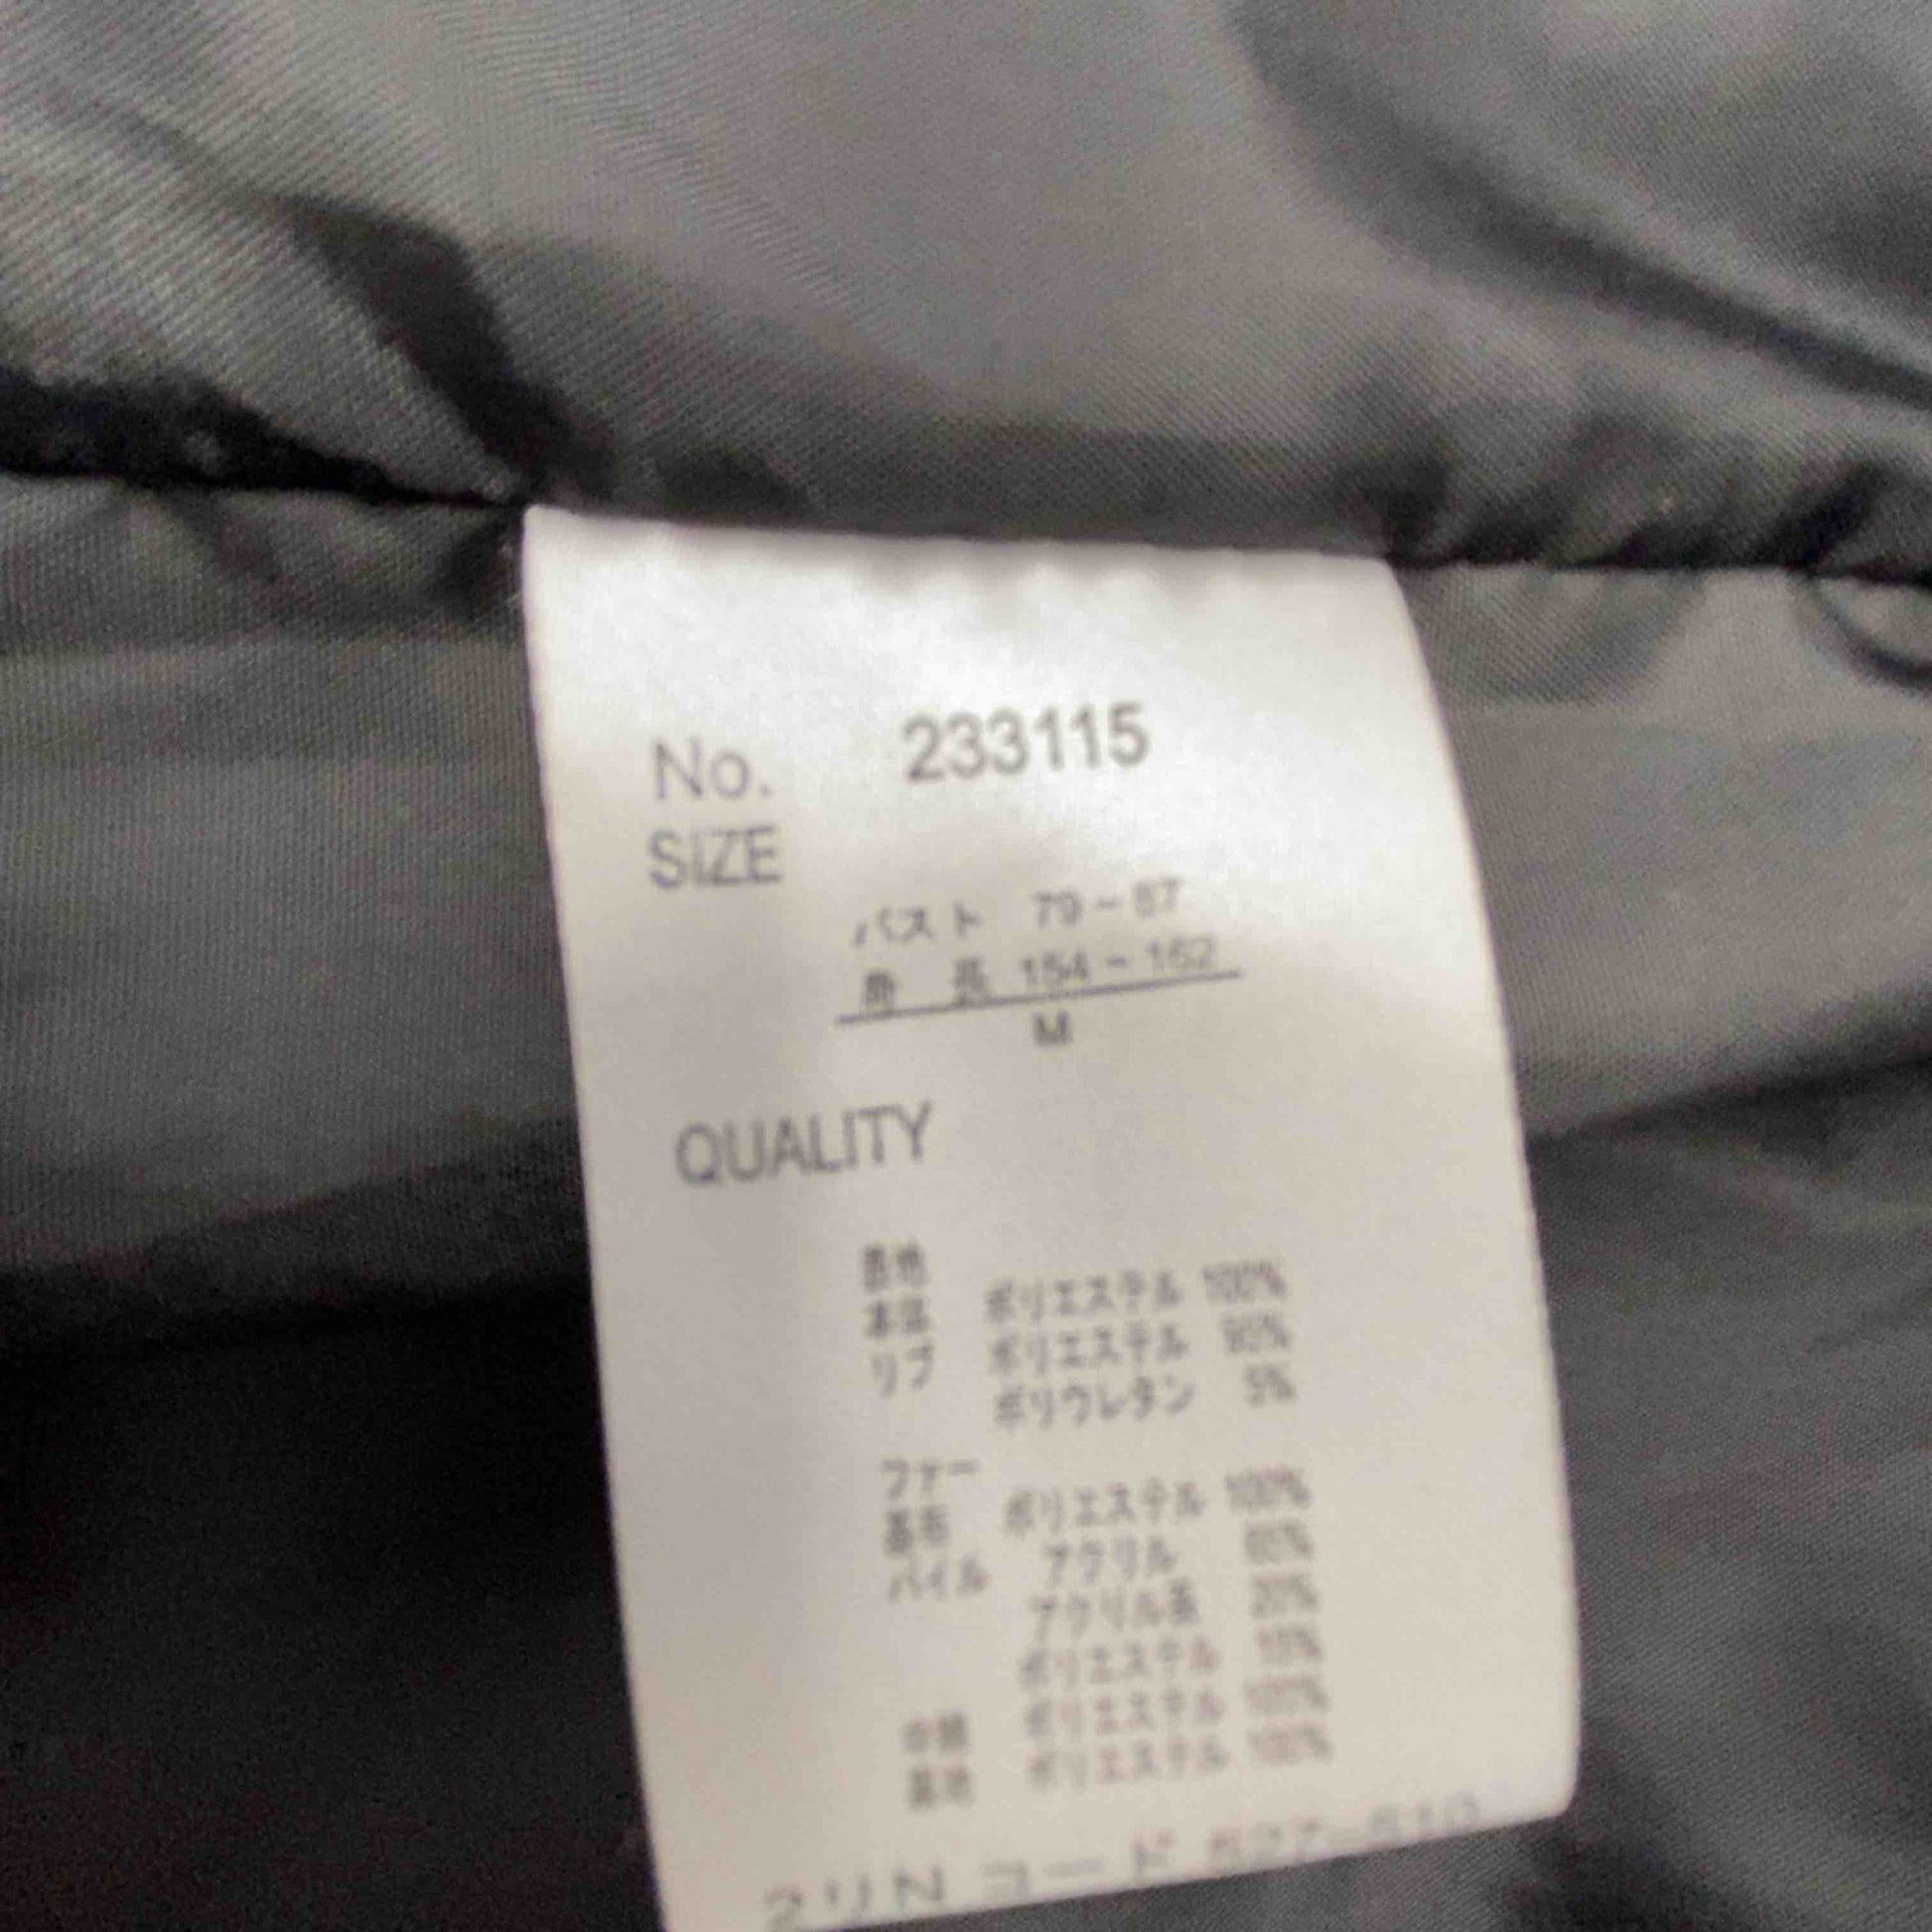 No. 233115
SIZE
バスト 79~87
身 長 154~162
M
QUALITY
表地
本体 ポリエステル 100%
リブ ポリエステル 95%
ポリウレタン 5%
ファー
基布 ポリエステル 100%
パイル アクリル
アクリル系 20%
ポリエステル
中綿 ポリエステル 100%
裏地 ポリエステル 100%
コード